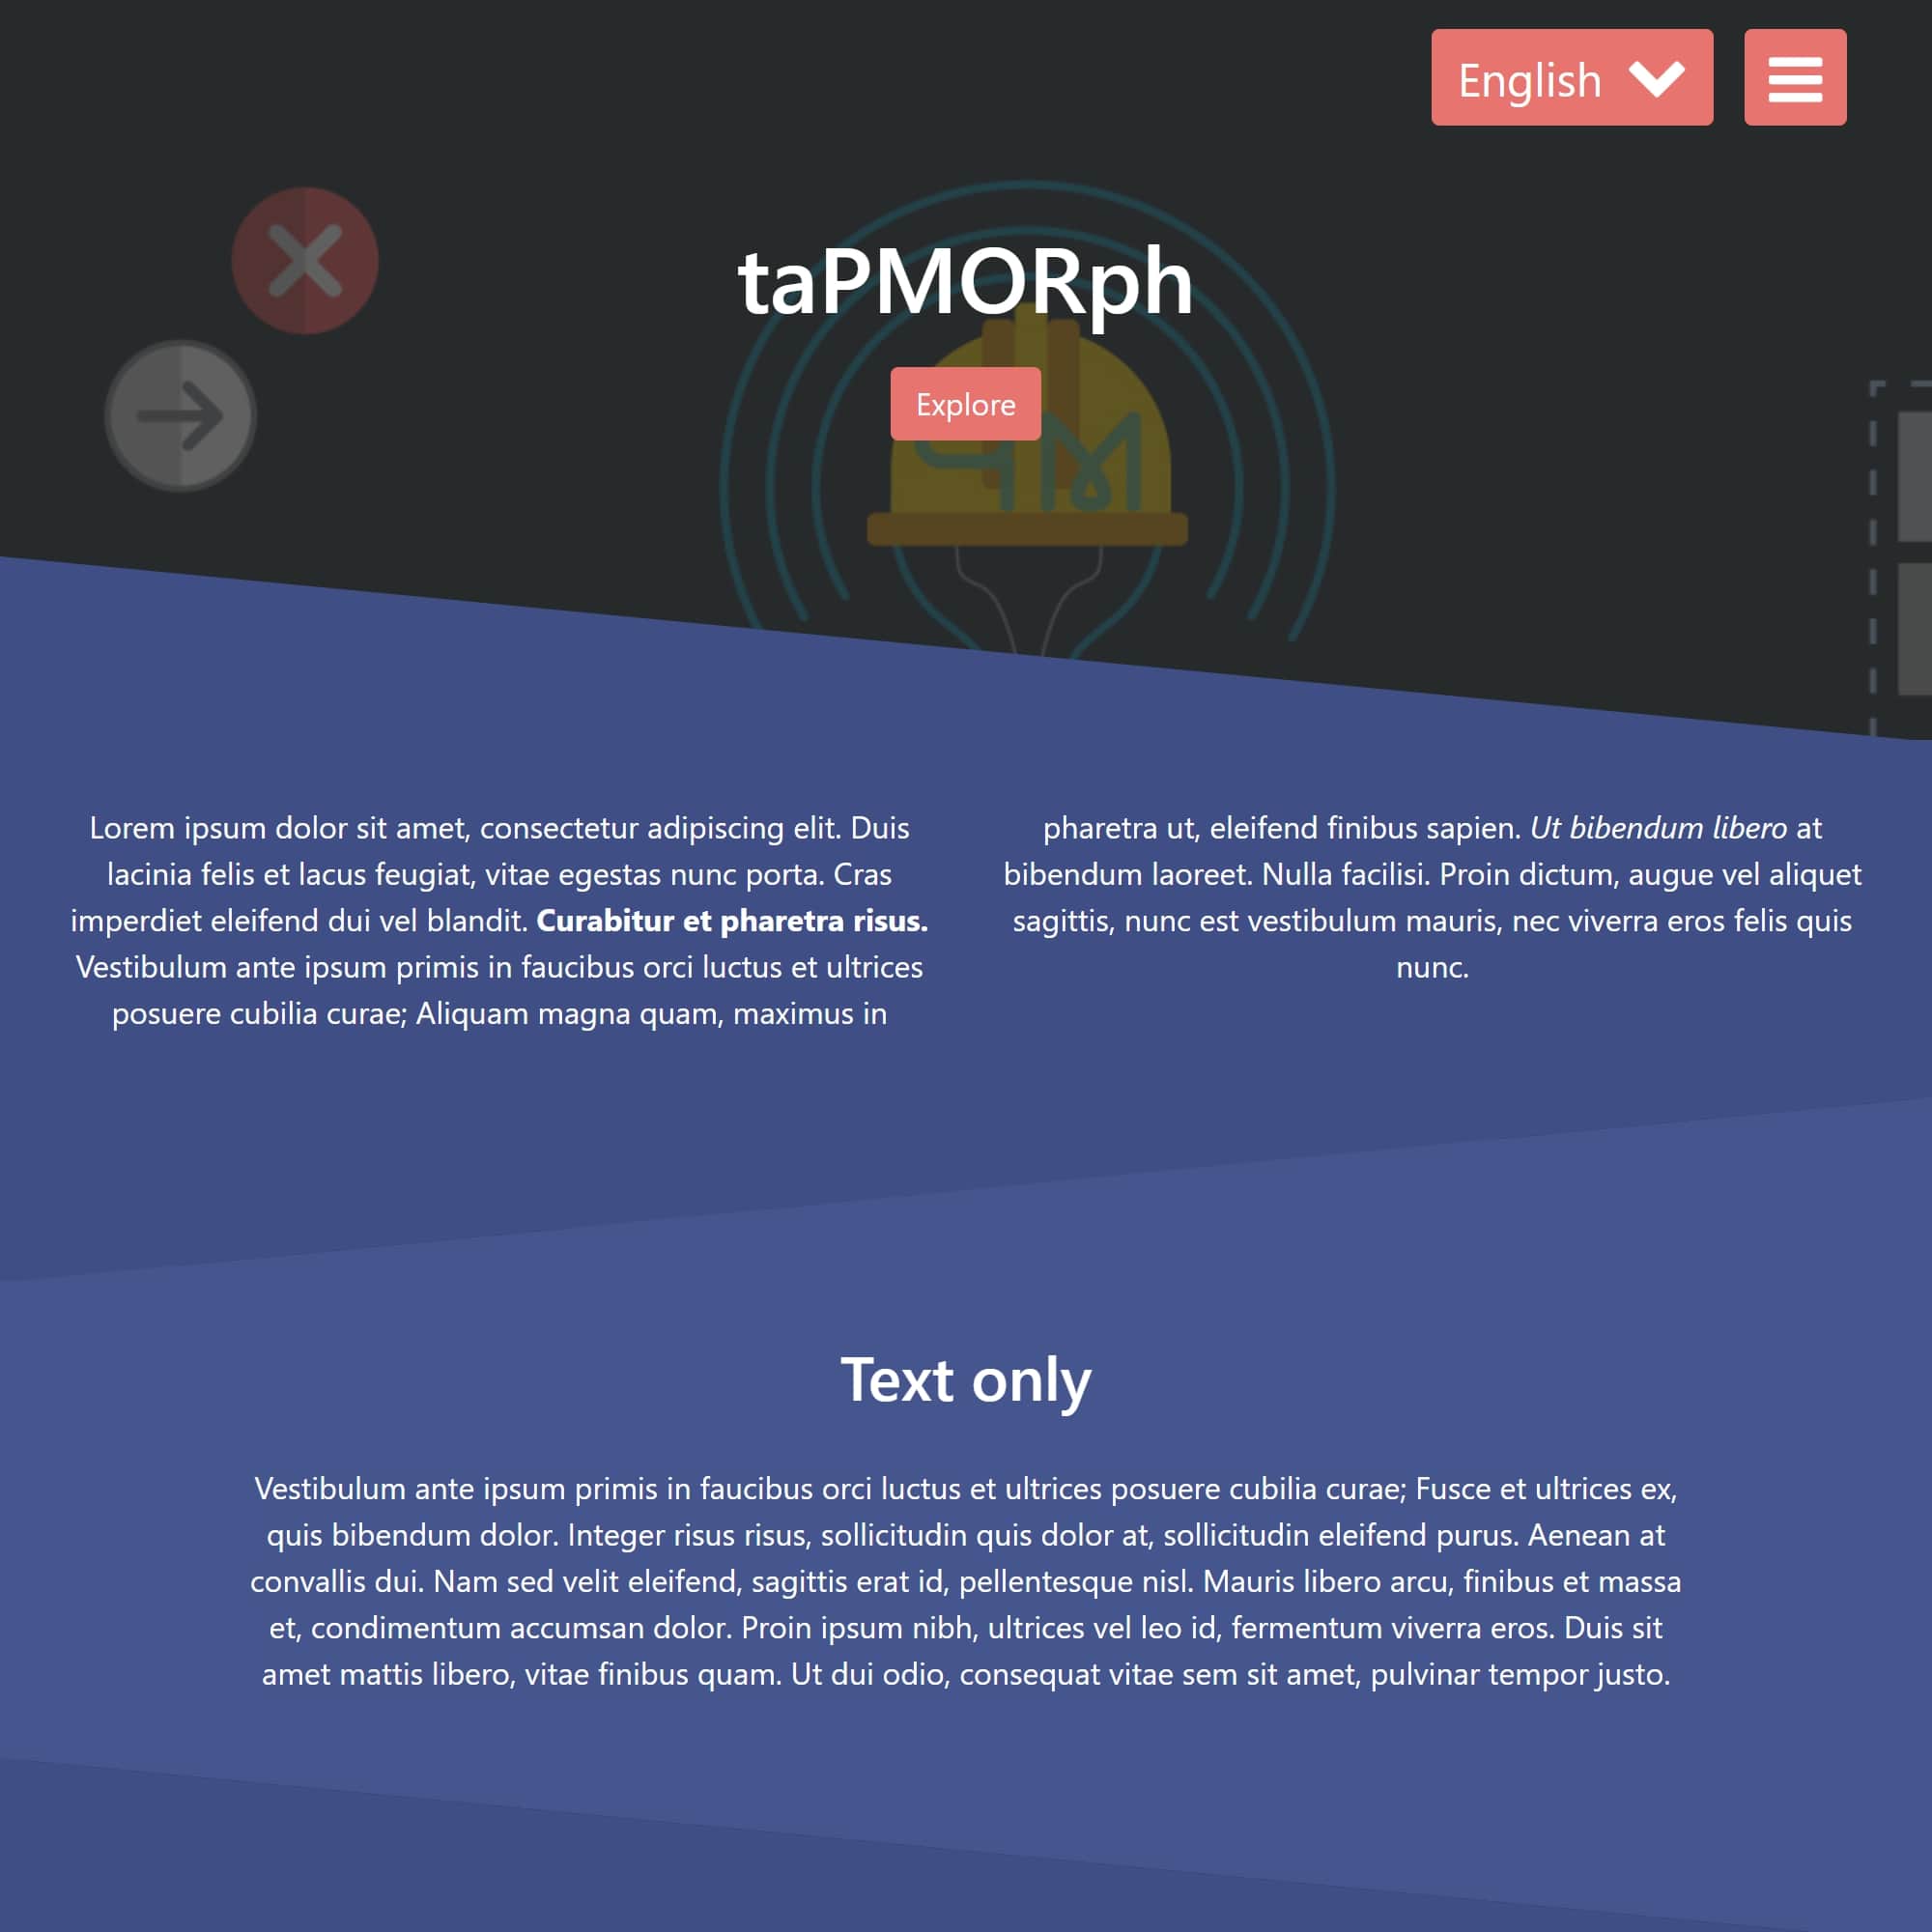 English
taPMORph
Explore
4M
Lorem ipsum dolor sit amet, consectetur adipiscing elit. Duis
lacinia felis et lacus feugiat, vitae egestas nunc porta. Cras
imperdiet eleifend dui vel blandit. Curabitur et pharetra risus.
Vestibulum ante ipsum primis in faucibus orci luctus et ultrices
posuere cubilia curae; Aliquam magna quam, maximus in
pharetra ut, eleifend finibus sapien. Ut bibendum libero at
bibendum laoreet. Nulla facilisi. Proin dictum, augue vel aliquet
sagittis, nunc est vestibulum mauris, nec viverra eros felis quis
nunc.
Text only
Vestibulum ante ipsum primis in faucibus orci luctus et ultrices posuere cubilia curae; Fusce et ultrices ex,
quis bibendum dolor. Integer risus risus, sollicitudin quis dolor at, sollicitudin eleifend purus. Aenean at
convallis dui. Nam sed velit eleifend, sagittis erat id, pellentesque nisl. Mauris libero arcu, finibus et massa
et, condimentum accumsan dolor. Proin ipsum nibh, ultrices vel leo id, fermentum viverra eros. Duis sit
amet mattis libero, vitae finibus quam. Ut dui odio, consequat vitae sem sit amet, pulvinar tempor justo.